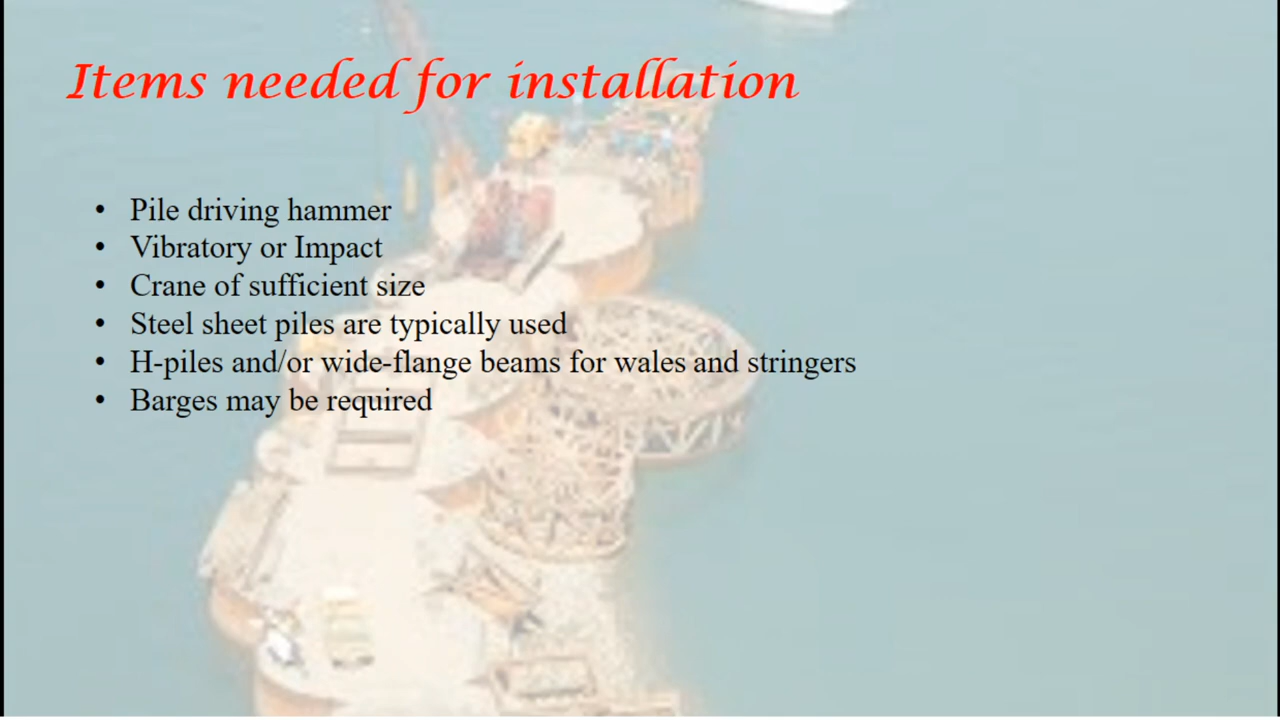 Items needed for installation
• Pile driving hammer
• Vibratory or Impact
• Crane of sufficient size
• Steel sheet piles are typically used
• H-piles and/or wide-flange beams for wales and stringers
• Barges may be required